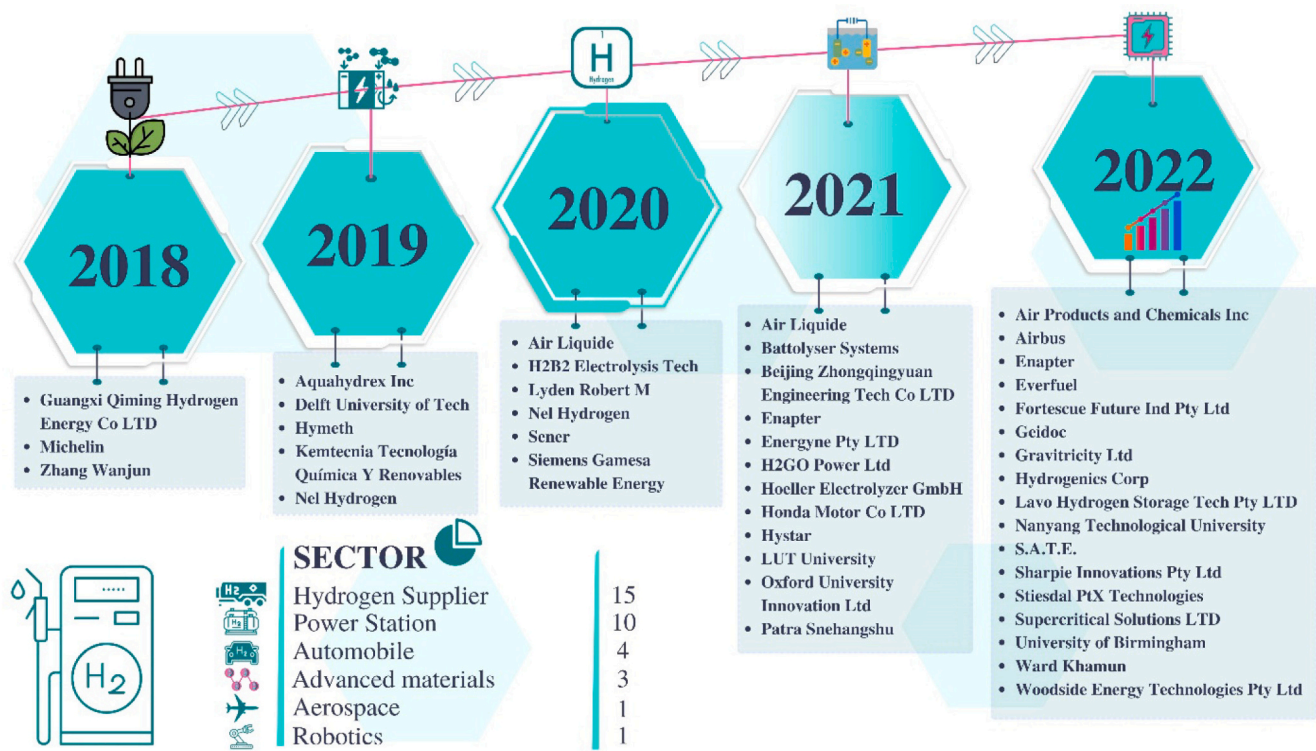 H
Hydrogen
2018
2019
2020
2021
2022
• Guangxi Qiming Hydrogen
Energy Co LTD
• Michelin
• Zhang Wanjun
• Aquahydrex Inc
• Delft University of Tech
• Hymeth
• Kemtecnia Tecnología
Química Y Renovables
• Nel Hydrogen
• Air Liquide
• H2B2 Electrolysis Tech
• Lyden Robert M
• Nel Hydrogen
• Sener
• Siemens Gamesa
Renewable Energy
• Air Liquide
• Battolyser Systems
• Beijing Zhongqingyuan
Engineering Tech Co LTD
• Enapter
• Energyne Pty LTD
• H2GO Power Ltd
• Hoeller Electrolyzer GmbH
• Honda Motor Co LTD
• Hystar
• LUT University
• Oxford University
Innovation Ltd
• Patra Snehangshu
• Air Products and Chemicals Inc
• Airbus
• Enapter
• Everfuel
• Fortescue Future Ind Pty Ltd
• Geidoc
• Gravitricity Ltd
• Hydrogenics Corp
• Lavo Hydrogen Storage Tech Pty LTD
• Nanyang Technological University
• S.A.T.E.
• Sharpie Innovations Pty Ltd
• Stiesdal PtX Technologies
• Supercritical Solutions LTD
• University of Birmingham
• Ward Khamun
• Woodside Energy Technologies Pty Ltd
H2
SECTOR
H2 Hydrogen Supplier 15
H2 Power Station 10
H2 Automobile 4
Advanced materials 3
Aerospace 1
Robotics 1